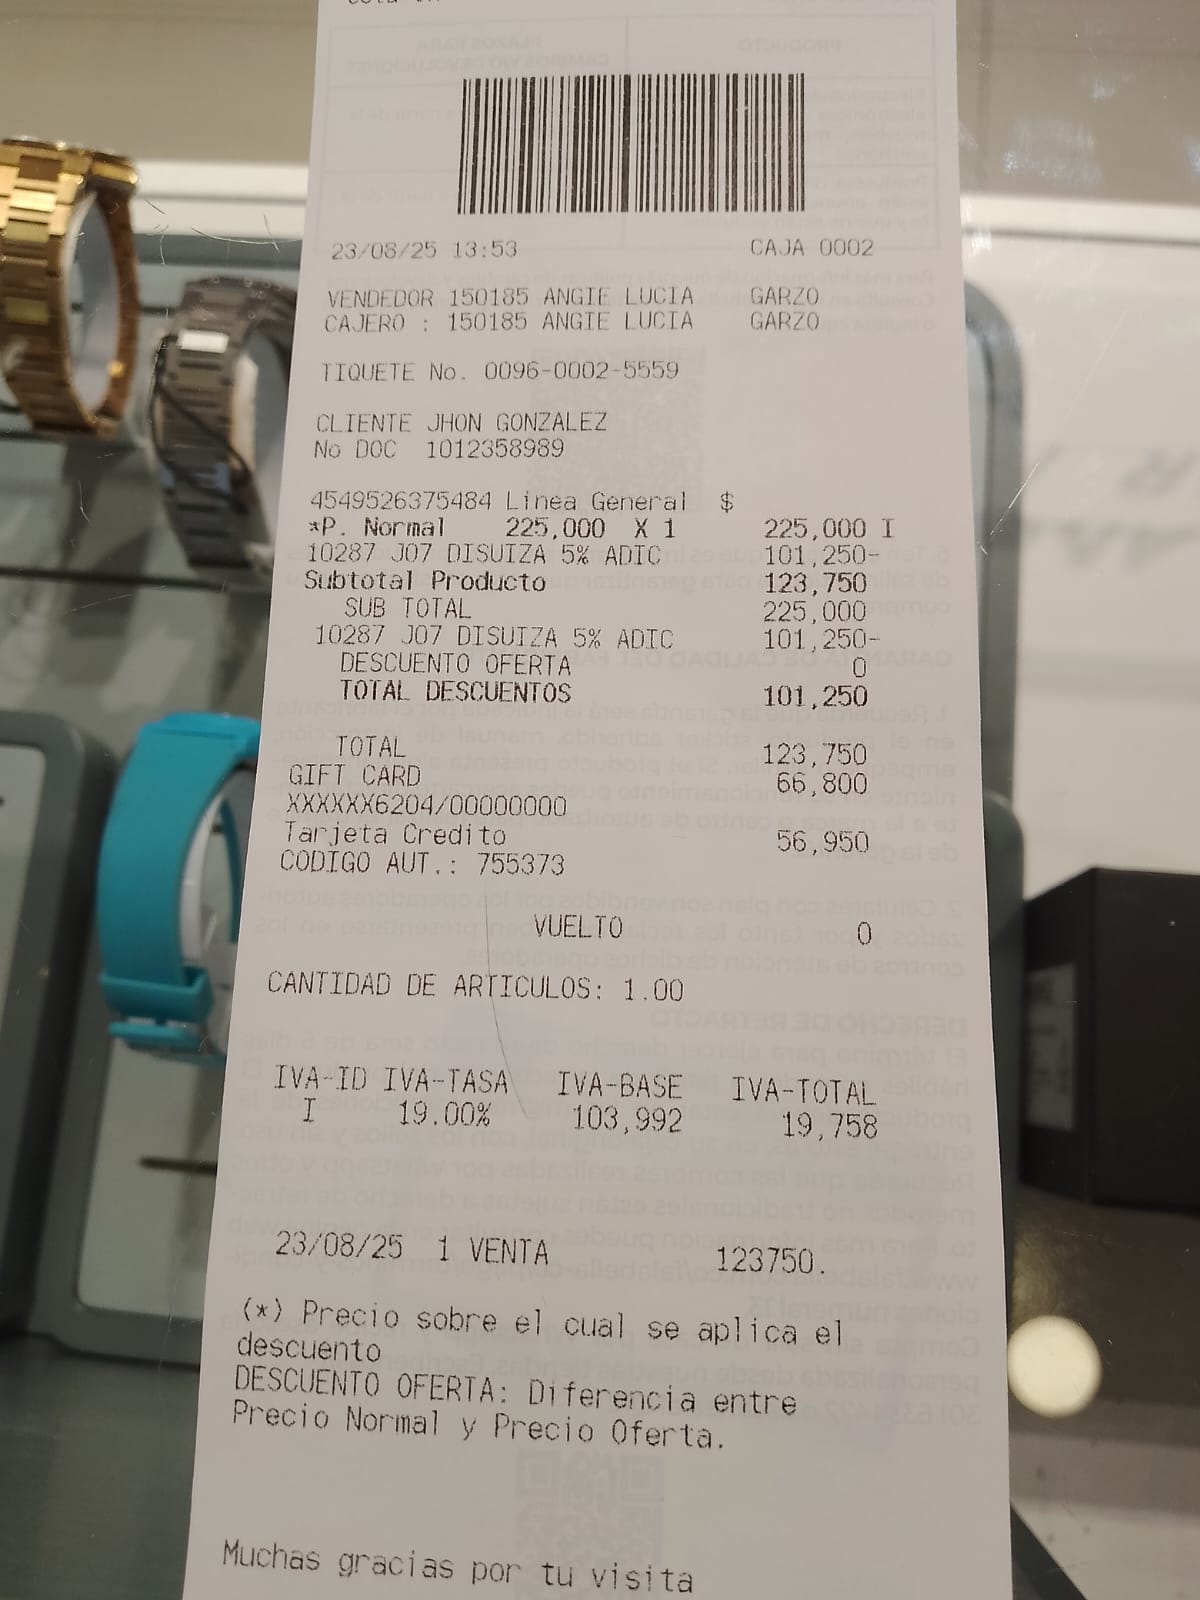 23/08/25 13:53 CAJA 0002
VENDEDOR 150185 ANGIE LUCIA GARZO
CAJERO : 150185 ANGIE LUCIA GARZO
TIQUETE No. 0096-0002-5559
CLIENTE JHON GONZALEZ
No DOC 1012358989
4549526375484 Linea General $
*P. Normal 225,000 X 1 225,000 I
10287 J07 DISUIZA 5% ADIC 101,250-
Subtotal Producto 123,750
SUB TOTAL 225,000
10287 J07 DISUIZA 5% ADIC 101,250-
DESCUENTO OFERTA 0
TOTAL DESCUENTOS 101,250
TOTAL 123,750
GIFT CARD 66,800
XXXXXX6204/00000000
Tarjeta Credito 56,950
CODIGO AUT.: 755373
VUELTO 0
CANTIDAD DE ARTICULOS: 1.00
IVA-ID IVA-TASA IVA-BASE IVA-TOTAL
I 19.00% 103,992 19,758
23/08/25 1 VENTA 123750.
(*) Precio sobre el cual se aplica el
descuento
DESCUENTO OFERTA: Diferencia entre
Precio Normal y Precio Oferta.
Muchas gracias por tu visita